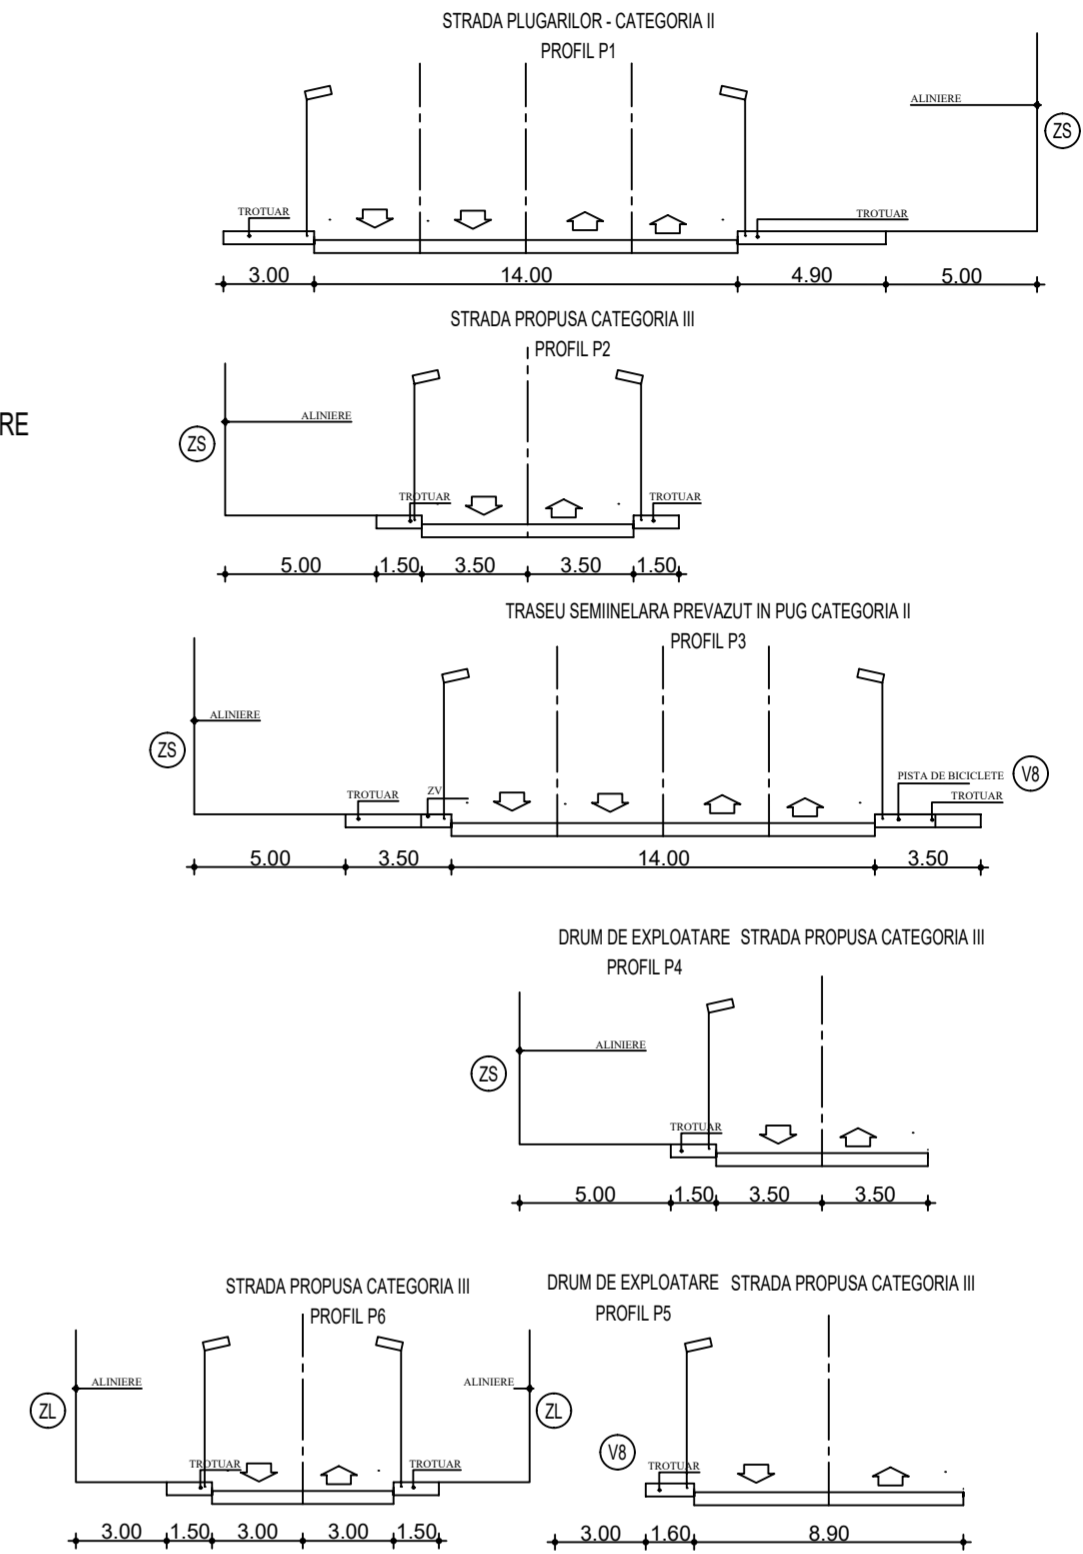 STRADA PLUGARILOR - CATEGORIA II
PROFIL P1
ALINIERE
ZS
TROTUAR
TROTUAR
3.00 14.00 4.90 5.00
STRADA PROPUSA CATEGORIA III
PROFIL P2
RE
ALINIERE
ZS
TROTUAR
TROTUAR
5.00 1.50 3.50 3.50 1.50
TRASEU SEMIINELARA PREVAZUT IN PUG CATEGORIA II
PROFIL P3
ALINIERE
ZS
TROTUAR
ZV
PISTA DE BICICLETE
V8
TROTUAR
5.00 3.50 14.00 3.50
DRUM DE EXPLOATARE STRADA PROPUSA CATEGORIA III
PROFIL P4
ALINIERE
ZS
TROTUAR
5.00 1.50 3.50 3.50
STRADA PROPUSA CATEGORIA III
PROFIL P6
ALINIERE
ALINIERE
ZL
ZL
TROTUAR
TROTUAR
3.00 1.50 3.00 3.00 1.50
DRUM DE EXPLOATARE STRADA PROPUSA CATEGORIA III
PROFIL P5
V8
TROTUAR
3.00 1.60 8.90